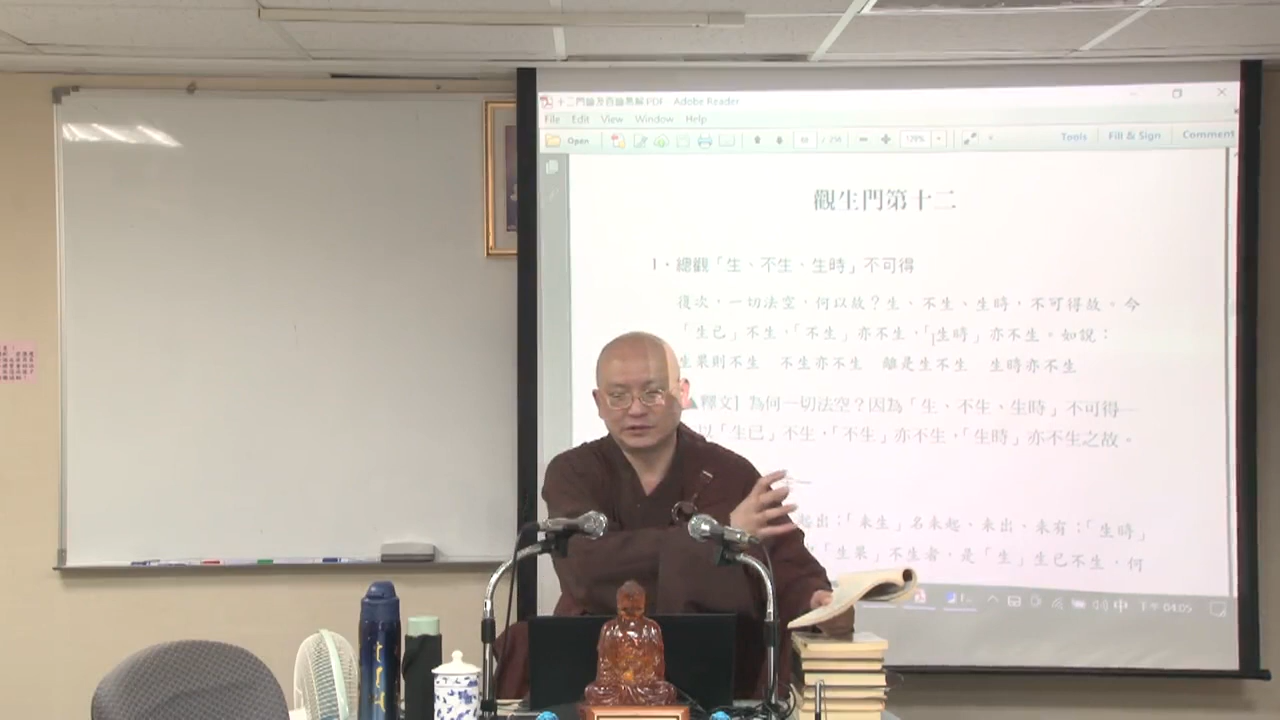 十二門論及百論集解.PDF - Adobe Reader
File Edit View Window Help
Open / 256 129% Tools Fill & Sign Comment
觀生門第十二
1、總觀「生、不生、生時」不可得
復次，一切法空，何以故？生、不生、生時，不可得故。今
「生已」不生，「不生」亦不生，「生時」亦不生。如說：
生果則不生　不生亦不生　離是生不生　生時亦不生
▲釋文】為何一切法空？因為「生、不生、生時」不可得—
以「生已」不生，「不生」亦不生，「生時」亦不生之故。
起出；「未生」名未起、未出、未有；「生時」
「生果」不生者，是「生」生已不生，何
中 下午 04:05